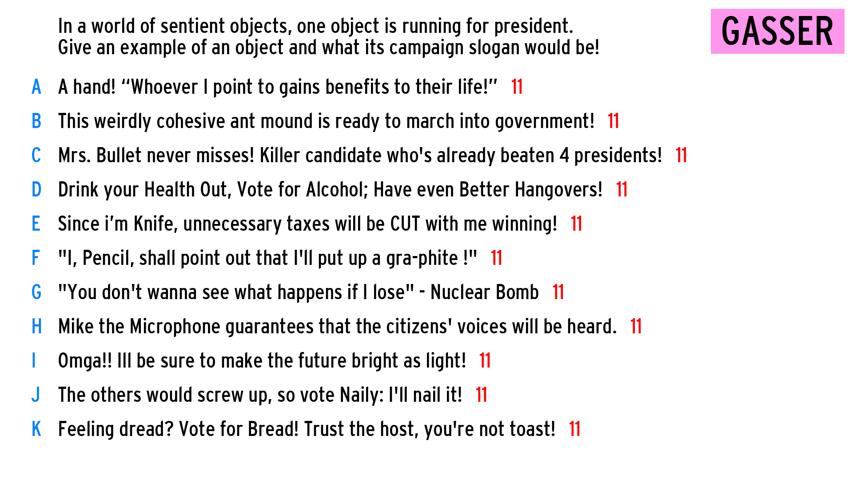 In a world of sentient objects, one object is running for president.
Give an example of an object and what its campaign slogan would be!
GASSER
A A hand! “Whoever I point to gains benefits to their life!” 11
B This weirdly cohesive ant mound is ready to march into government! 11
C Mrs. Bullet never misses! Killer candidate who's already beaten 4 presidents! 11
D Drink your Health Out, Vote for Alcohol; Have even Better Hangovers! 11
E Since i’m Knife, unnecessary taxes will be CUT with me winning! 11
F "I, Pencil, shall point out that I'll put up a gra-phite !" 11
G "You don't wanna see what happens if I lose" - Nuclear Bomb 11
H Mike the Microphone guarantees that the citizens' voices will be heard. 11
I Omga!! Ill be sure to make the future bright as light! 11
J The others would screw up, so vote Naily: I'll nail it! 11
K Feeling dread? Vote for Bread! Trust the host, you're not toast! 11